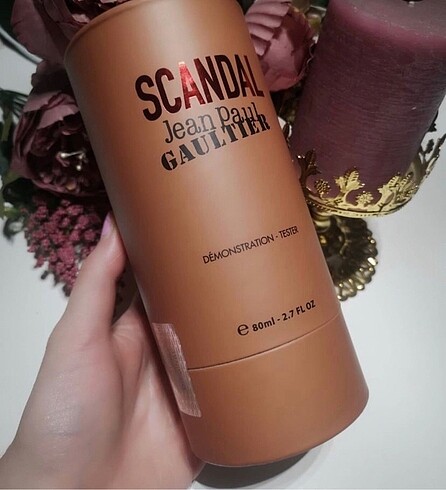 SCANDAL
Jean Paul
GAULTIER
DÉMONSTRATION - TESTER
℮ 80ml - 2.7 FL OZ